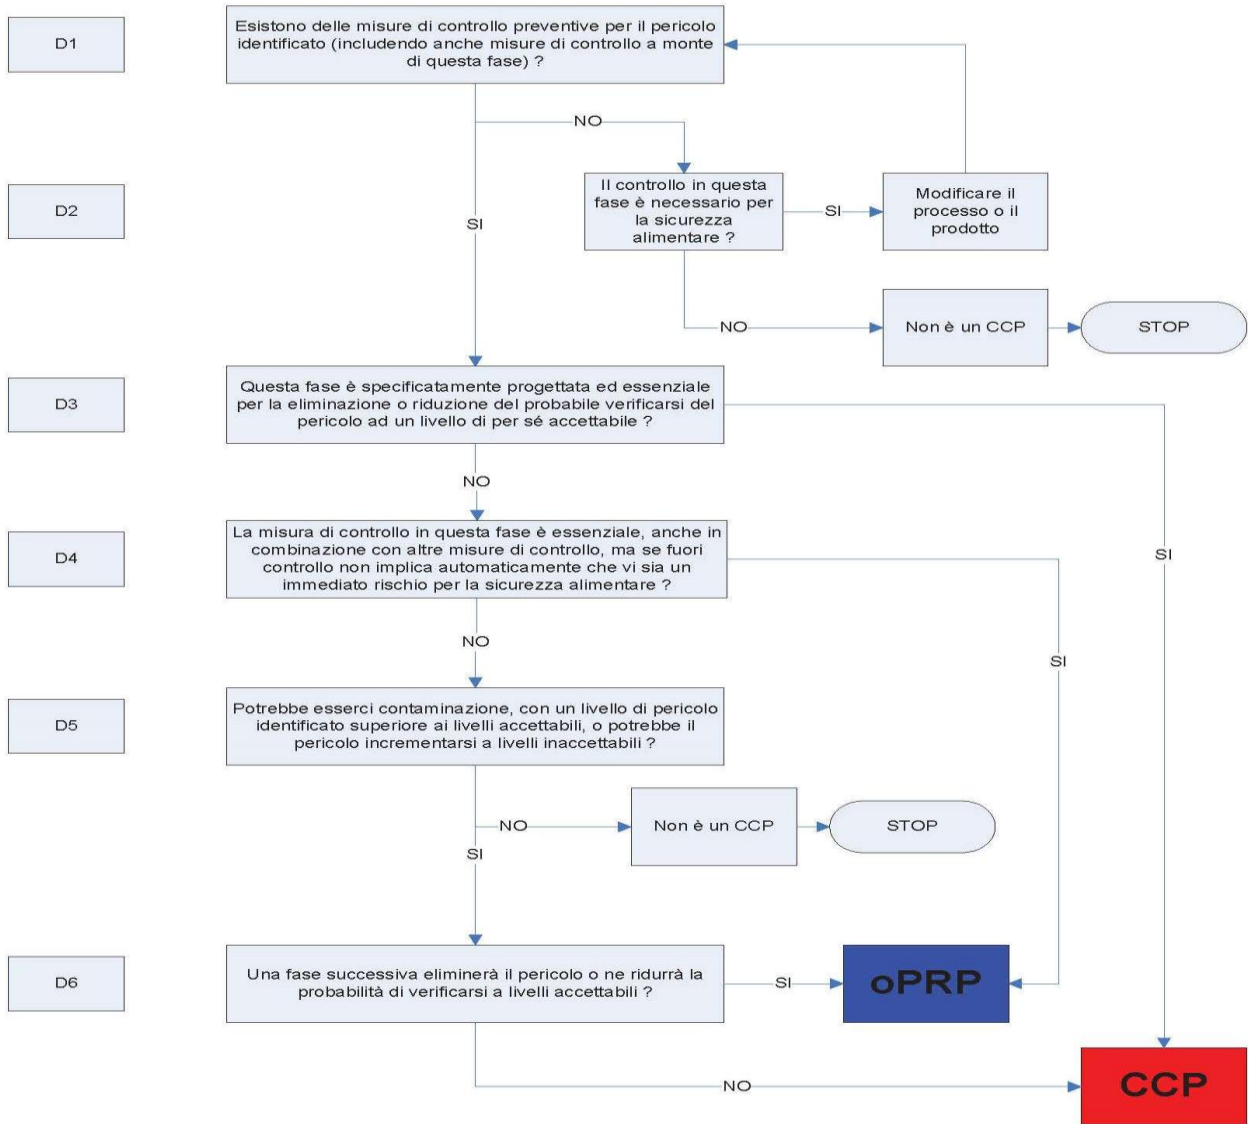 D1
Esistono delle misure di controllo preventive per il pericolo
identificato (includendo anche misure di controllo a monte
di questa fase) ?
NO
D2
Il controllo in questa
fase è necessario per
la sicurezza
alimentare ?
SI
Modificare il
processo o il
prodotto
SI
NO
Non è un CCP
STOP
D3
Questa fase è specificatamente progettata ed essenziale
per la eliminazione o riduzione del probabile verificarsi del
pericolo ad un livello di per sé accettabile ?
NO
D4
La misura di controllo in questa fase è essenziale, anche in
combinazione con altre misure di controllo, ma se fuori
controllo non implica automaticamente che vi sia un
immediato rischio per la sicurezza alimentare ?
SI
NO
SI
D5
Potrebbe esserci contaminazione, con un livello di pericolo
identificato superiore ai livelli accettabili, o potrebbe il
pericolo incrementarsi a livelli inaccettabili ?
NO
Non è un CCP
STOP
SI
D6
Una fase successiva eliminerà il pericolo o ne ridurrà la
probabilità di verificarsi a livelli accettabili ?
SI
oPRP
NO
CCP